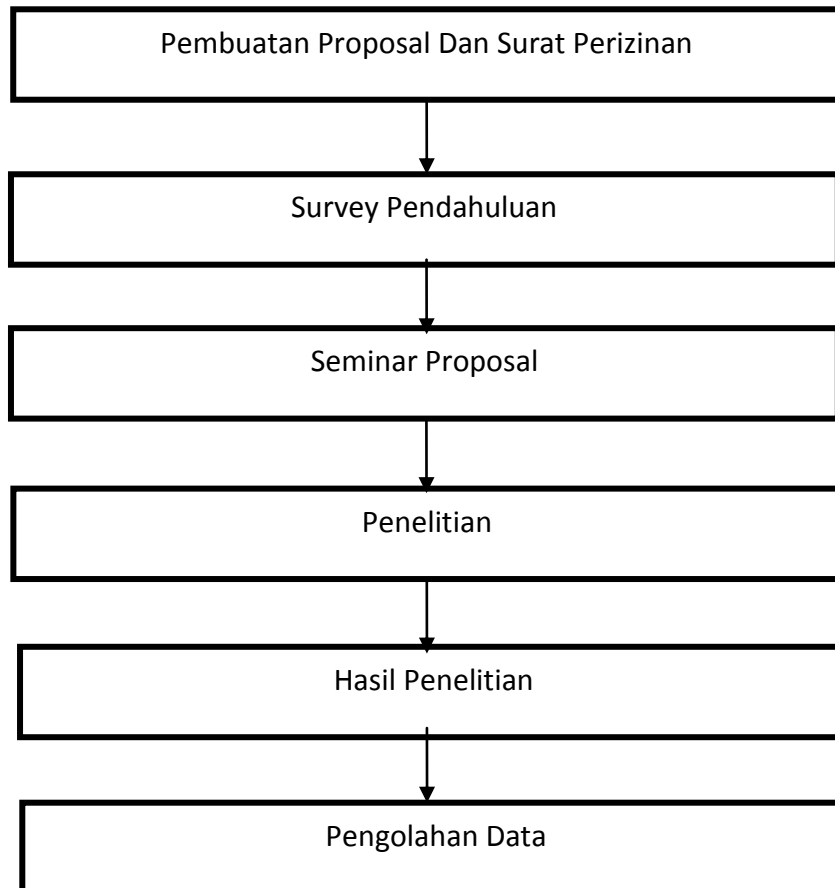 Pembuatan Proposal Dan Surat Perizinan
Survey Pendahuluan
Seminar Proposal
Penelitian
Hasil Penelitian
Pengolahan Data